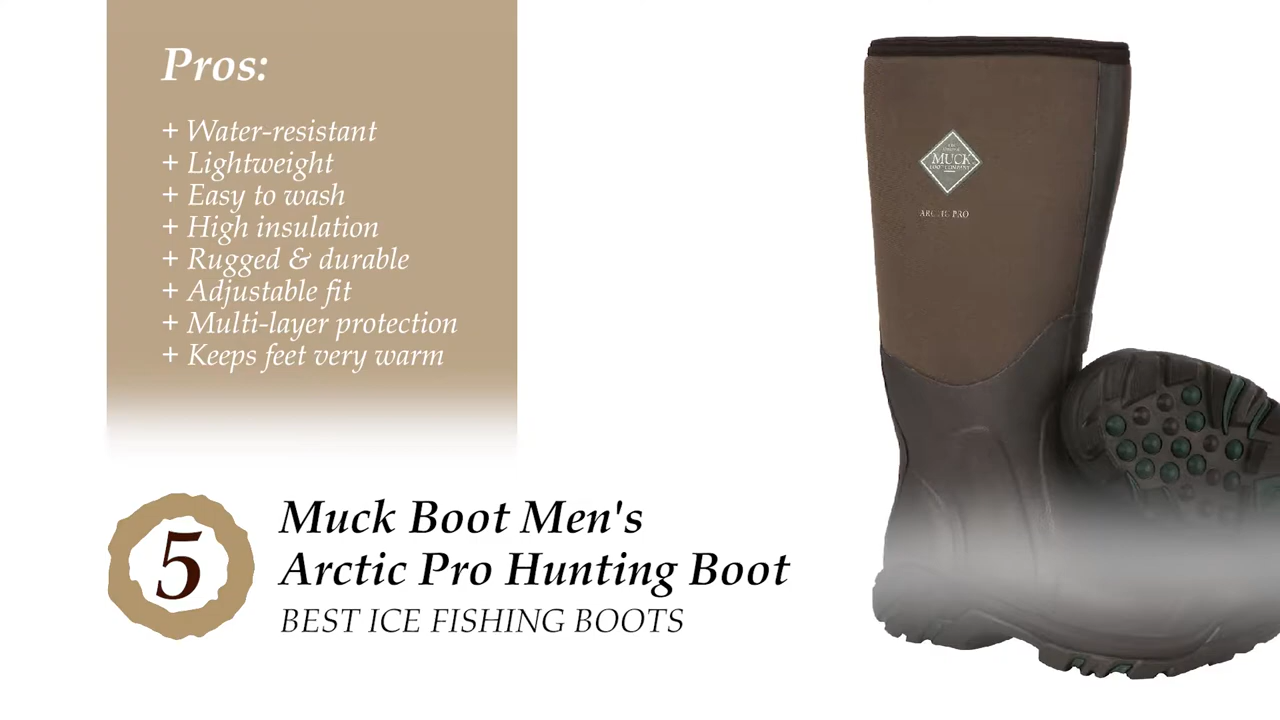 Pros:
+ Water-resistant
+ Lightweight
+ Easy to wash
+ High insulation
+ Rugged & durable
+ Adjustable fit
+ Multi-layer protection
+ Keeps feet very warm
MUCK
ARCTIC PRO
5
Muck Boot Men's
Arctic Pro Hunting Boot
BEST ICE FISHING BOOTS